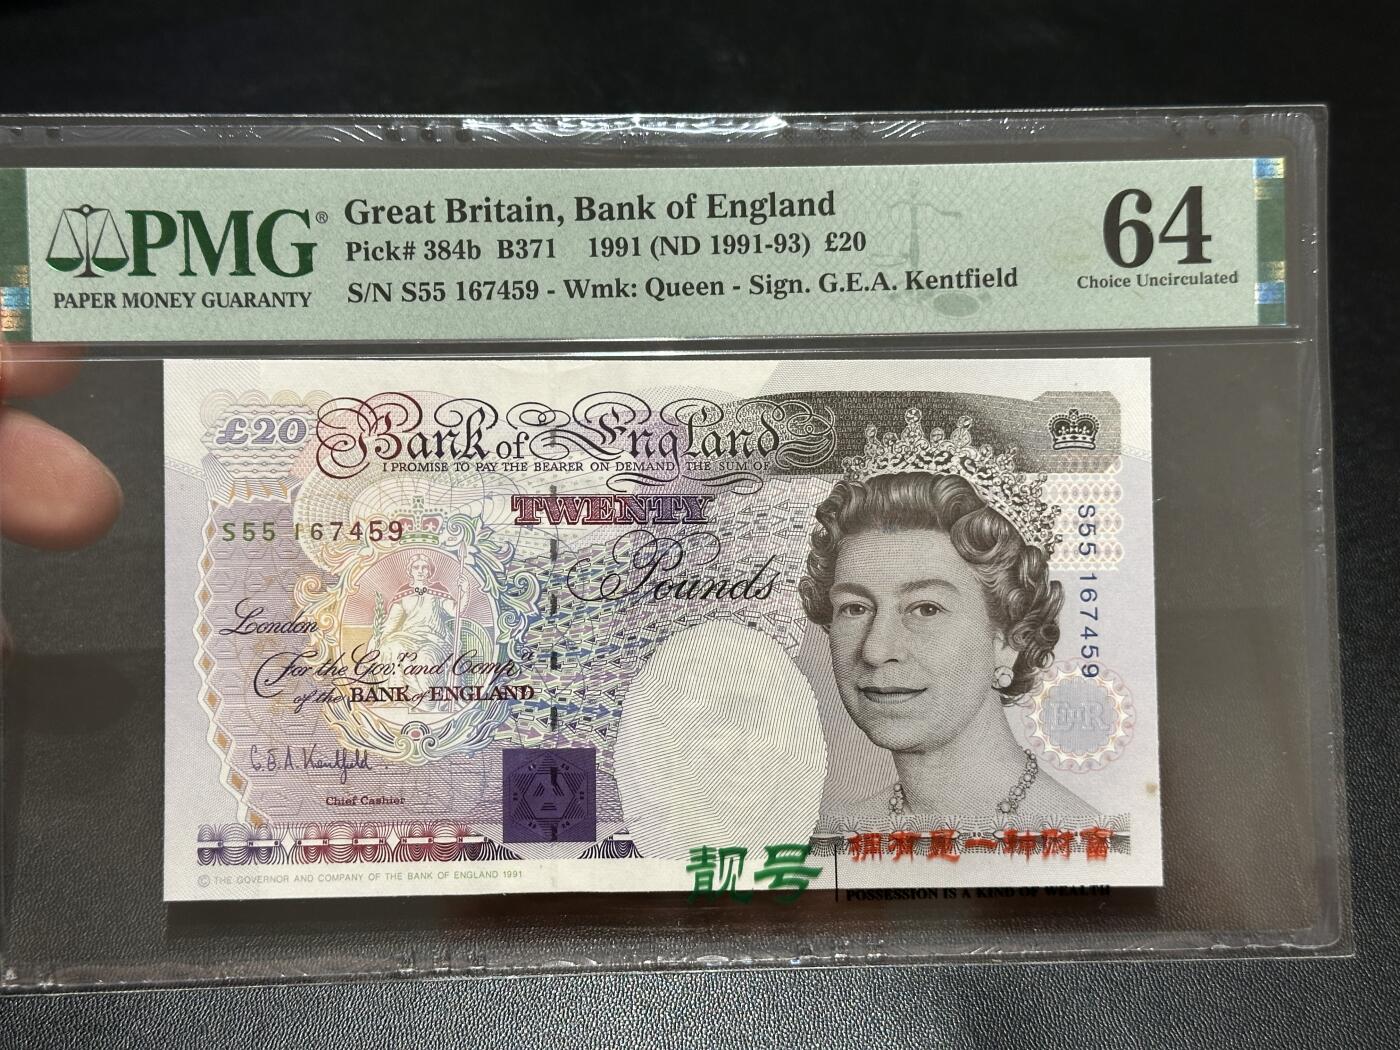 PMG®
PAPER MONEY GUARANTY
Great Britain, Bank of England
Pick# 384b B371 1991 (ND 1991-93) £20
S/N S55 167459 - Wmk: Queen - Sign. G.E.A. Kentfield
64
Choice Uncirculated
£20
Bank of England
I PROMISE TO PAY THE BEARER ON DEMAND THE SUM OF
TWENTY
Pounds
S55 167459
S55 167459
London
For the Govr. and Compa.
of the BANK of ENGLAND
G.E.A. Kentfield
Chief Cashier
EIIR
© THE GOVERNOR AND COMPANY OF THE BANK OF ENGLAND 1991
靓号
拥有是一种财富
POSSESSION IS A KIND OF WEALTH